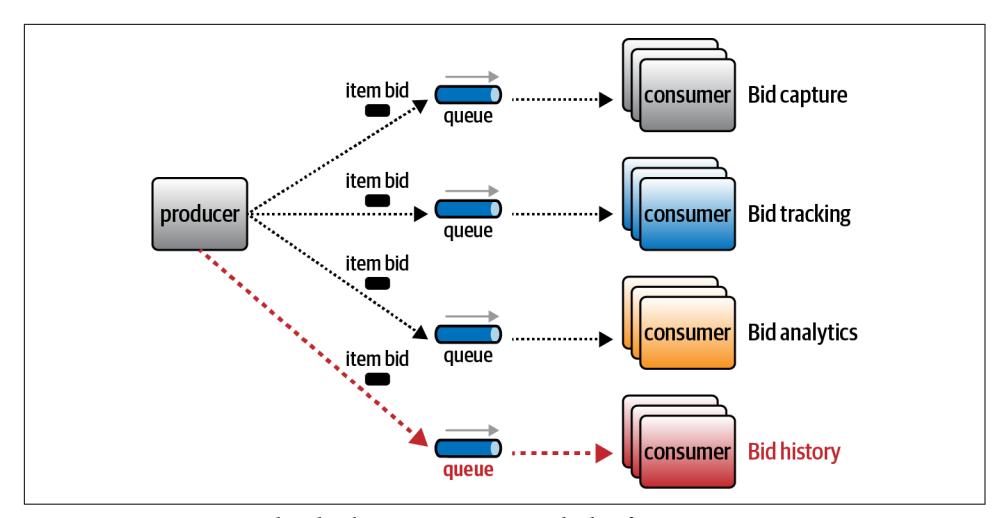 item bid
queue
consumer
Bid capture
producer
item bid
queue
consumer
Bid tracking
item bid
queue
consumer
Bid analytics
item bid
queue
consumer
Bid history